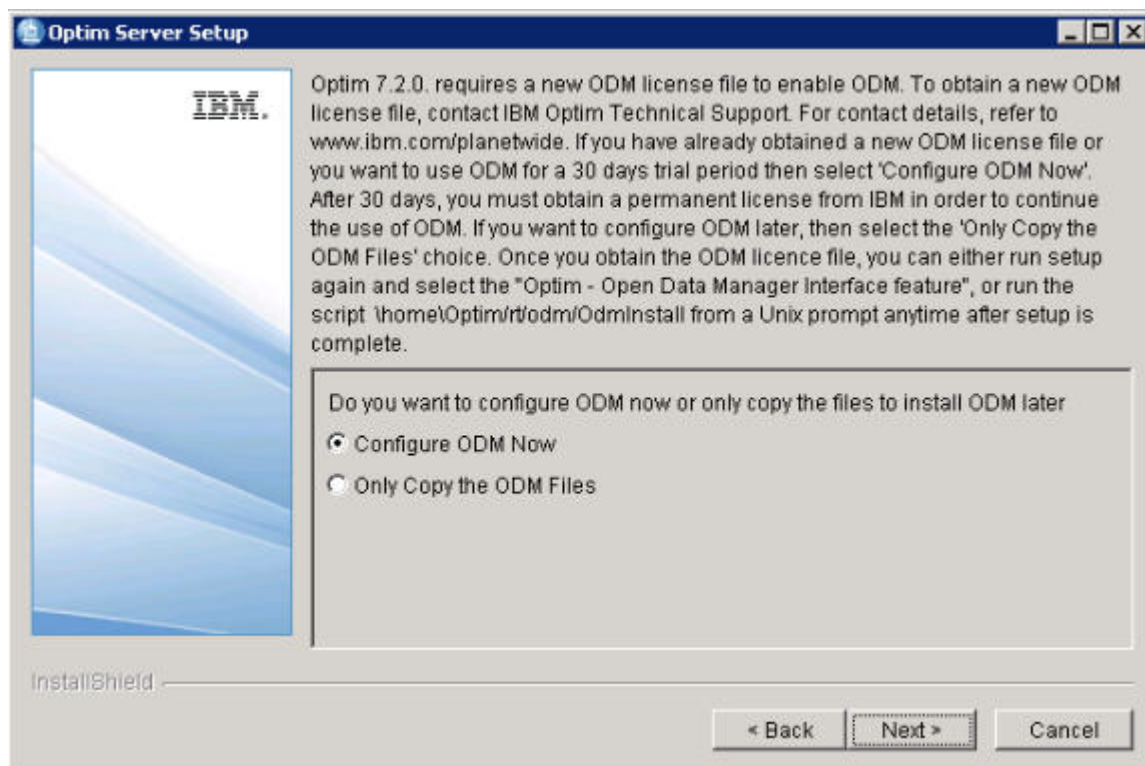 Optim Server Setup
IBM.
Optim 7.2.0. requires a new ODM license file to enable ODM. To obtain a new ODM
license file, contact IBM Optim Technical Support. For contact details, refer to
www.ibm.com/planetwide. If you have already obtained a new ODM license file or
you want to use ODM for a 30 days trial period then select 'Configure ODM Now'.
After 30 days, you must obtain a permanent license from IBM in order to continue
the use of ODM. If you want to configure ODM later, then select the 'Only Copy the
ODM Files' choice. Once you obtain the ODM licence file, you can either run setup
again and select the "Optim - Open Data Manager Interface feature", or run the
script \home\Optim/rt/odm/OdmInstall from a Unix prompt anytime after setup is
complete.
Do you want to configure ODM now or only copy the files to install ODM later
Configure ODM Now
Only Copy the ODM Files
InstallShield
< Back Next > Cancel